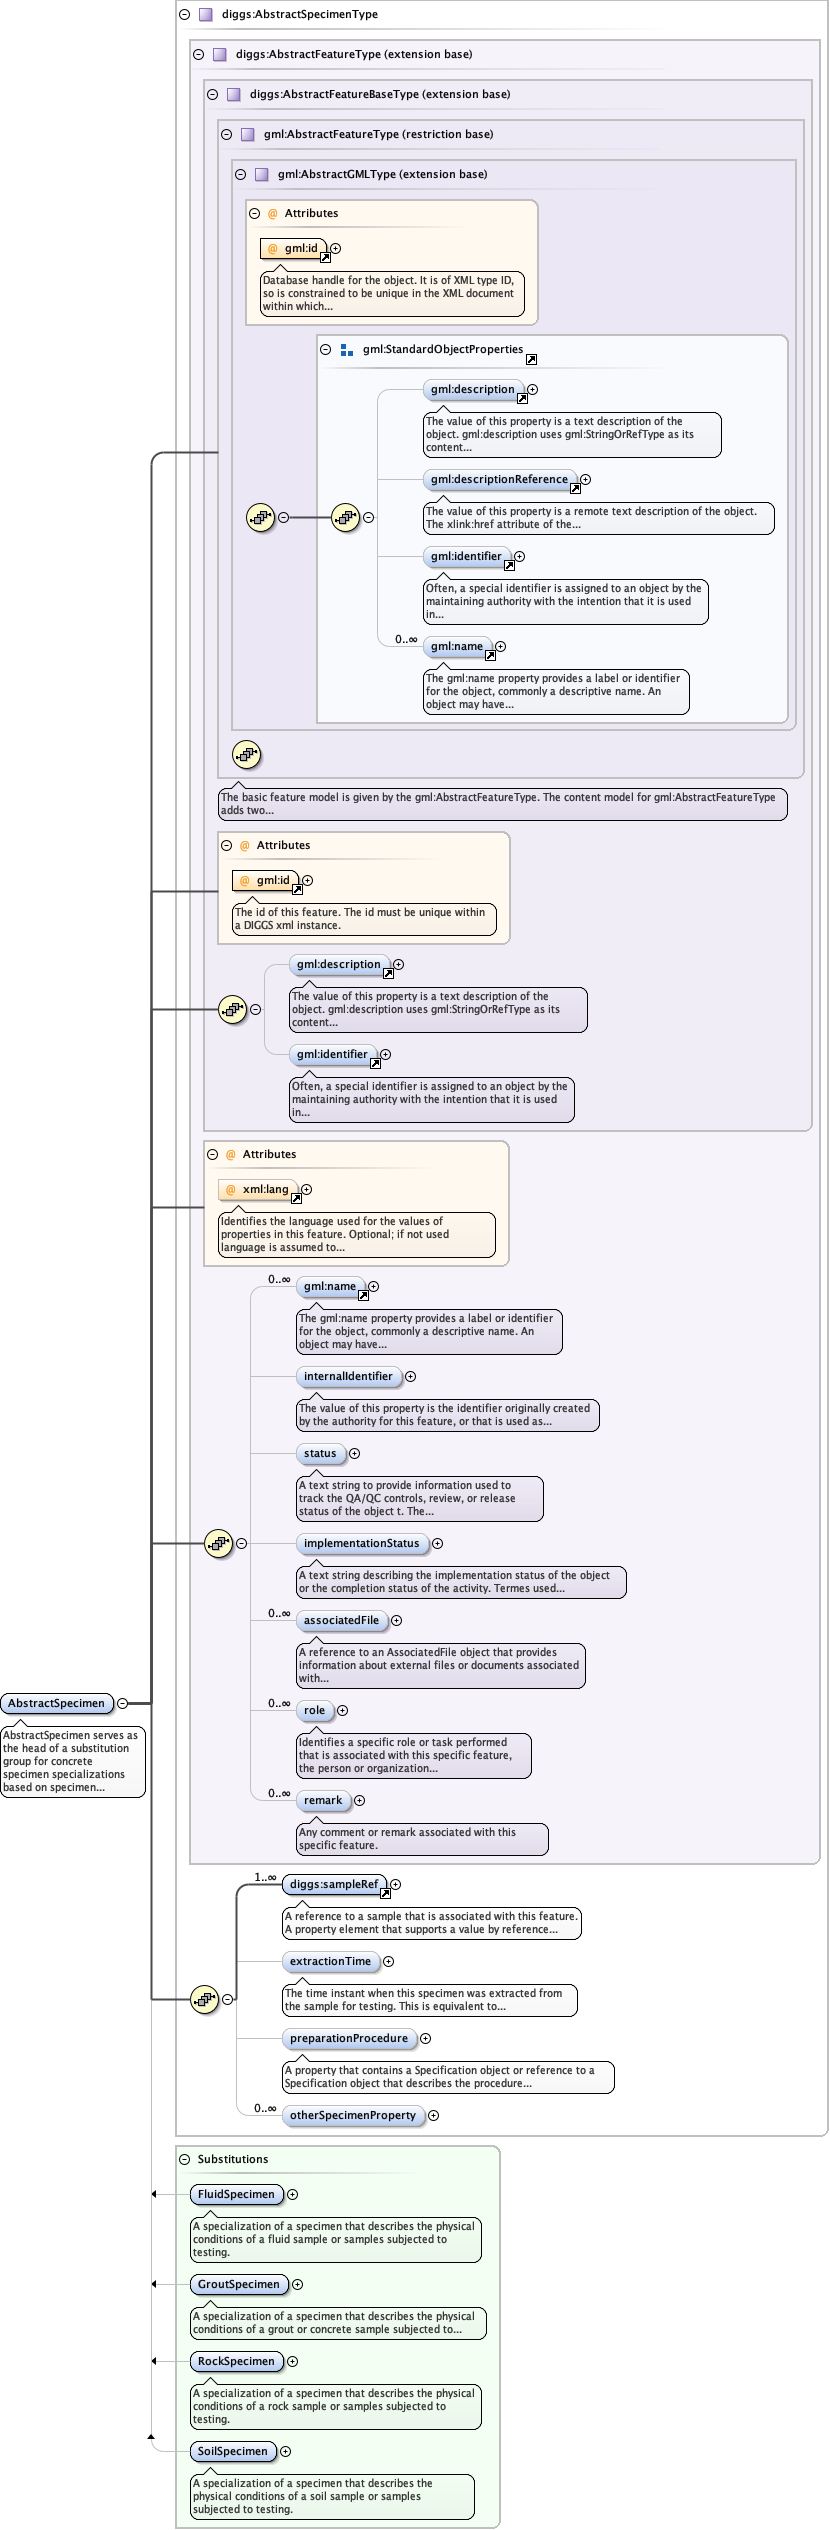 diggs:AbstractSpecimenType
diggs:AbstractFeatureType (extension base)
diggs:AbstractFeatureBaseType (extension base)
gml:AbstractFeatureType (restriction base)
gml:AbstractGMLType (extension base)
@ Attributes
@ gml:id
Database handle for the object. It is of XML type ID,
so is constrained to be unique in the XML document
within which...
gml:StandardObjectProperties
gml:description
The value of this property is a text description of the
object. gml:description uses gml:StringOrRefType as its
content...
gml:descriptionReference
The value of this property is a remote text description of the object.
The xlink:href attribute of the...
gml:identifier
Often, a special identifier is assigned to an object by the
maintaining authority with the intention that it is used
in...
0..∞
gml:name
The gml:name property provides a label or identifier
for the object, commonly a descriptive name. An
object may have...
The basic feature model is given by the gml:AbstractFeatureType. The content model for gml:AbstractFeatureType
adds two...
@ Attributes
@ gml:id
The id of this feature. The id must be unique within
a DIGGS xml instance.
gml:description
The value of this property is a text description of the
object. gml:description uses gml:StringOrRefType as its
content...
gml:identifier
Often, a special identifier is assigned to an object by the
maintaining authority with the intention that it is used
in...
@ Attributes
@ xml:lang
Identifies the language used for the values of
properties in this feature. Optional; if not used
language is assumed to...
0..∞
gml:name
The gml:name property provides a label or identifier
for the object, commonly a descriptive name. An
object may have...
internalIdentifier
The value of this property is the identifier originally created
by the authority for this feature, or that is used as...
status
A text string to provide information used to
track the QA/QC controls, review, or release
status of the object t. The...
implementationStatus
A text string describing the implementation status of the object
or the completion status of the activity. Termes used...
0..∞
associatedFile
A reference to an AssociatedFile object that provides
information about external files or documents associated
with...
0..∞
role
Identifies a specific role or task performed
that is associated with this specific feature,
the person or organization...
0..∞
remark
Any comment or remark associated with this
specific feature.
AbstractSpecimen
AbstractSpecimen serves as
the head of a substitution
group for concrete
specimen specializations
based on specimen...
1..∞
diggs:sampleRef
A reference to a sample that is associated with this feature.
A property element that supports a value by reference...
extractionTime
The time instant when this specimen was extracted from
the sample for testing. This is equivalent to...
preparationProcedure
A property that contains a Specification object or reference to a
Specification object that describes the procedure...
0..∞
otherSpecimenProperty
Substitutions
FluidSpecimen
A specialization of a specimen that describes the physical
conditions of a fluid sample or samples subjected to
testing.
GroutSpecimen
A specialization of a specimen that describes the physical
conditions of a grout or concrete sample subjected to...
RockSpecimen
A specialization of a specimen that describes the physical
conditions of a rock sample or samples subjected to
testing.
SoilSpecimen
A specialization of a specimen that describes the
physical conditions of a soil sample or samples
subjected to testing.